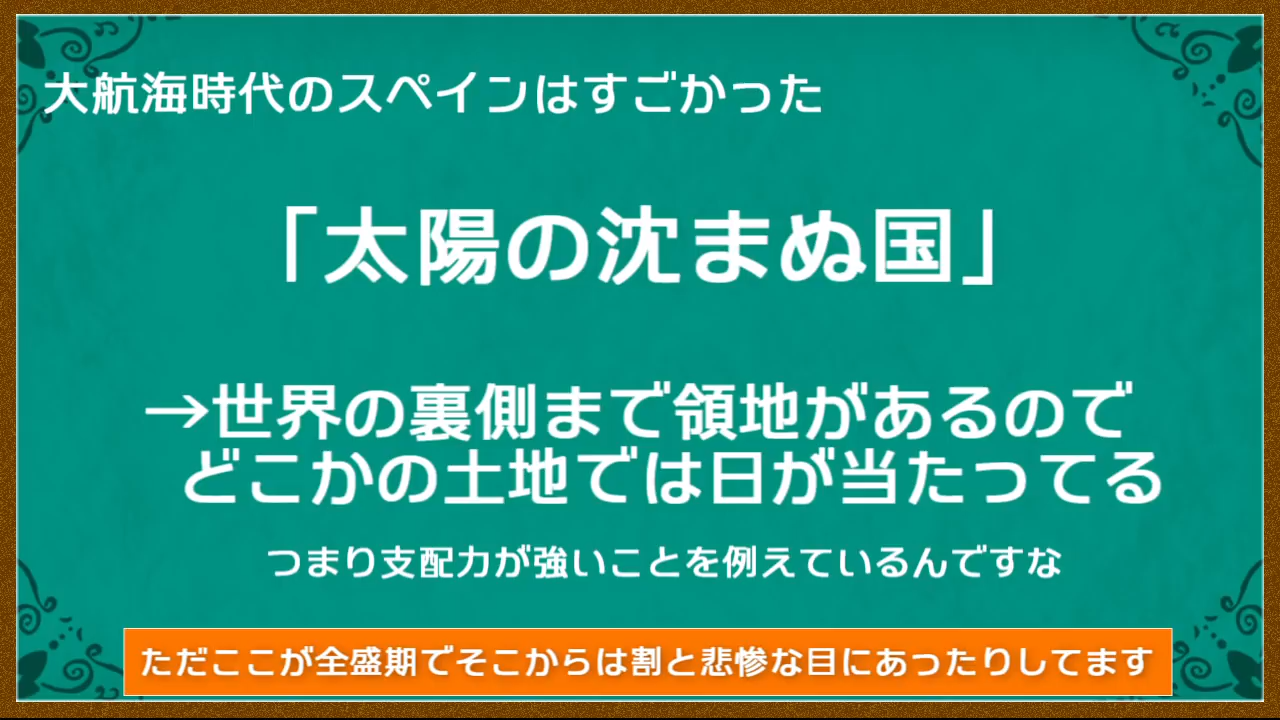 大航海時代のスペインはすごかった
「太陽の沈まぬ国」
→世界の裏側まで領地があるので
どこかの土地では日が当たってる
つまり支配力が強いことを例えているんですな
ただここが全盛期でそこからは割と悲惨な目にあったりしてます